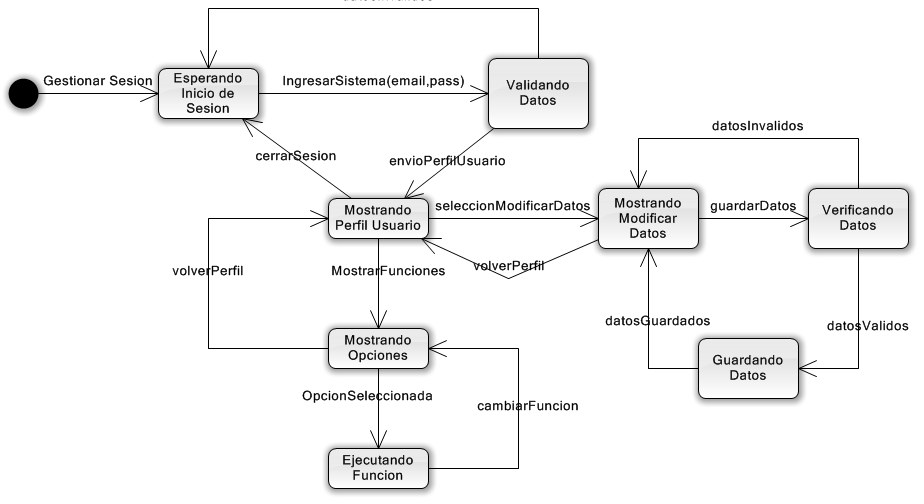 Gestionar Sesion
Esperando
Inicio de
Sesion
IngresarSistema(email,pass)
Validando
Datos
cerrarSesion
envioPerfilUsuario
datosInvalidos
Mostrando
Perfil Usuario
seleccionModificarDatos
Mostrando
Modificar
Datos
guardarDatos
Verificando
Datos
volverPerfil
MostrarFunciones
volverPerfil
datosGuardados
datosValidos
Mostrando
Opciones
Guardando
Datos
OpcionSeleccionada
cambiarFuncion
Ejecutando
Funcion